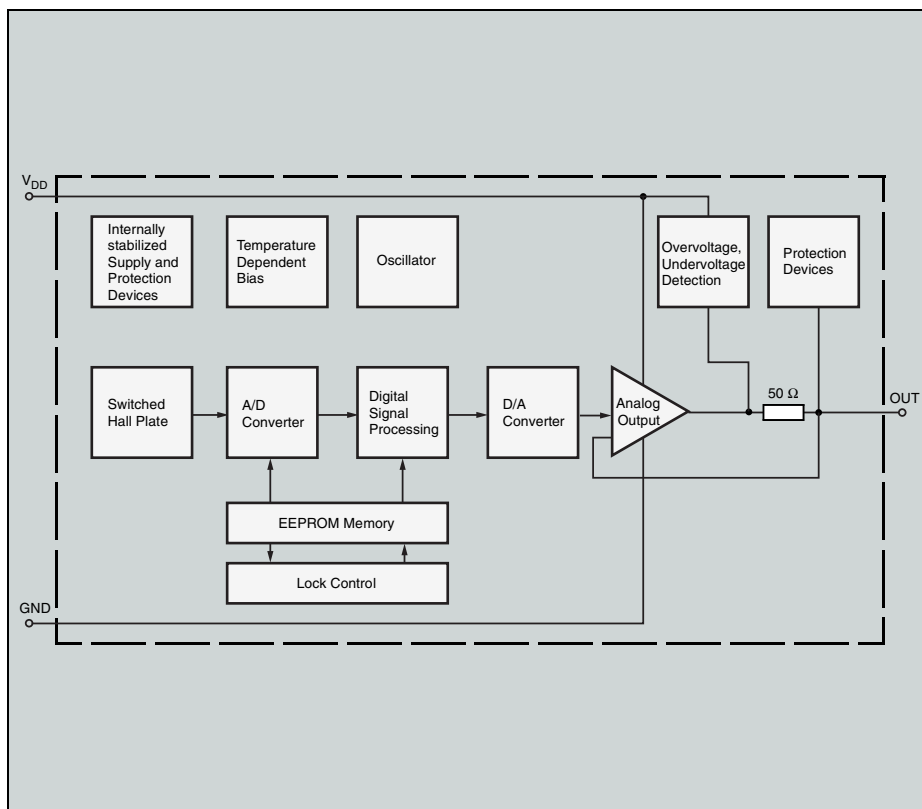 VDD
Internally
stabilized
Supply and
Protection
Devices
Temperature
Dependent
Bias
Oscillator
Overvoltage,
Undervoltage
Detection
Protection
Devices
Switched
Hall Plate
A/D
Converter
Digital
Signal
Processing
D/A
Converter
Analog
Output
50 Ω
OUT
EEPROM Memory
Lock Control
GND